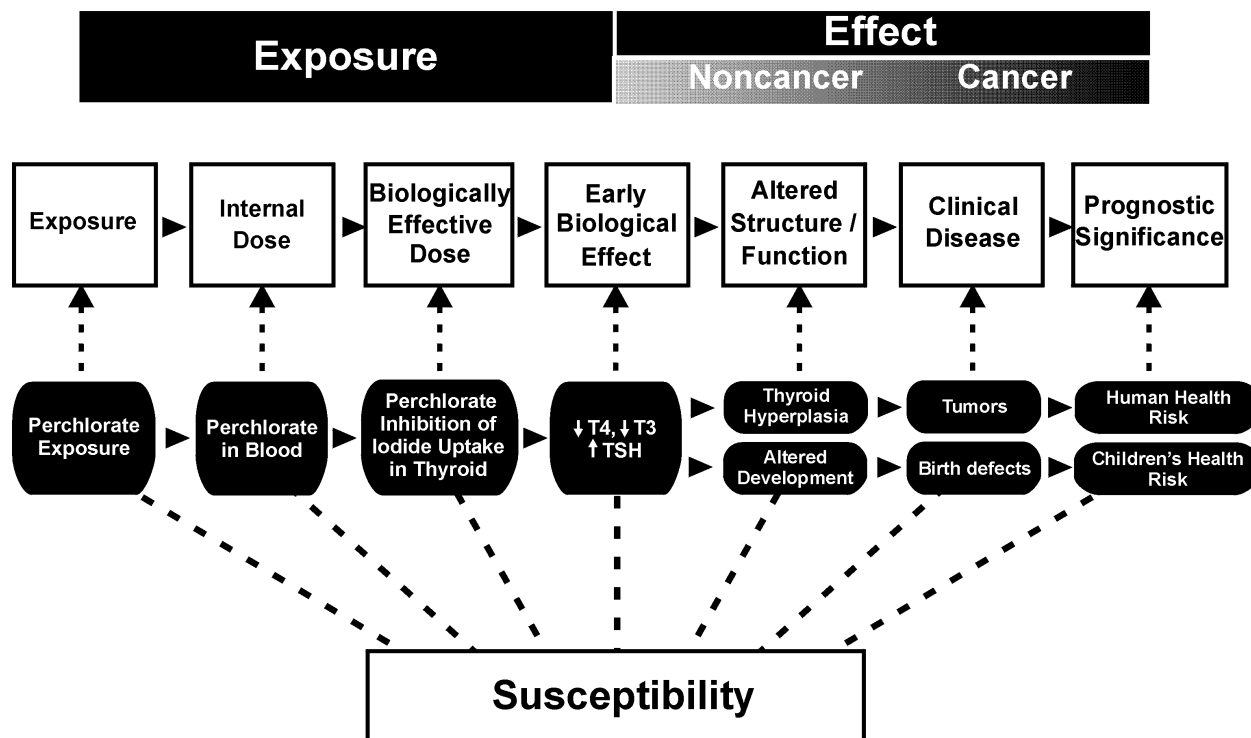 Exposure
Effect
Noncancer
Cancer
Exposure
Internal
Dose
Biologically
Effective
Dose
Early
Biological
Effect
Altered
Structure /
Function
Clinical
Disease
Prognostic
Significance
Perchlorate
Exposure
Perchlorate
in Blood
Perchlorate
Inhibition of
Iodide Uptake
in Thyroid
↓ T4, ↓ T3
↑ TSH
Thyroid
Hyperplasia
Tumors
Human Health
Risk
Altered
Development
Birth defects
Children's Health
Risk
Susceptibility